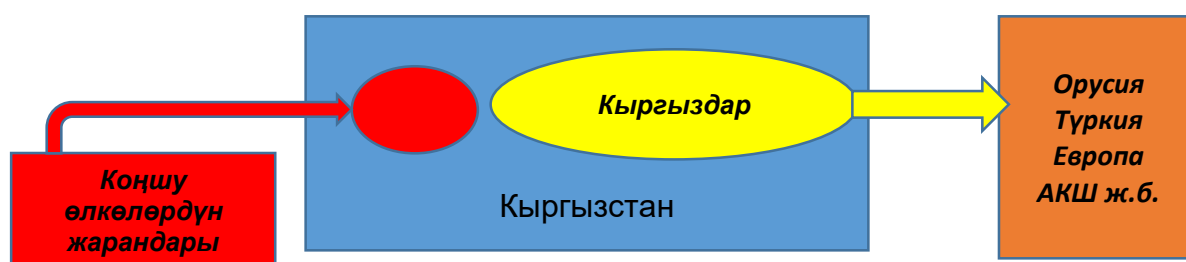 Коңшу
өлкөлөрдүн
жарандары
Кыргыздар
Кыргызстан
Орусия
Түркия
Европа
АКШ ж.б.